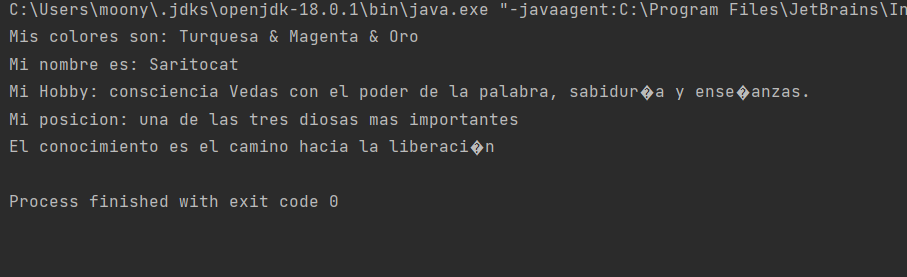 C:\Users\moony\.jdks\openjdk-18.0.1\bin\java.exe "-javaagent:C:\Program Files\JetBrains\In
Mis colores son: Turquesa & Magenta & Oro
Mi nombre es: Saritocat
Mi Hobby: consciencia Vedas con el poder de la palabra, sabidur�a y ense�anzas.
Mi posicion: una de las tres diosas mas importantes
El conocimiento es el camino hacia la liberaci�n
Process finished with exit code 0